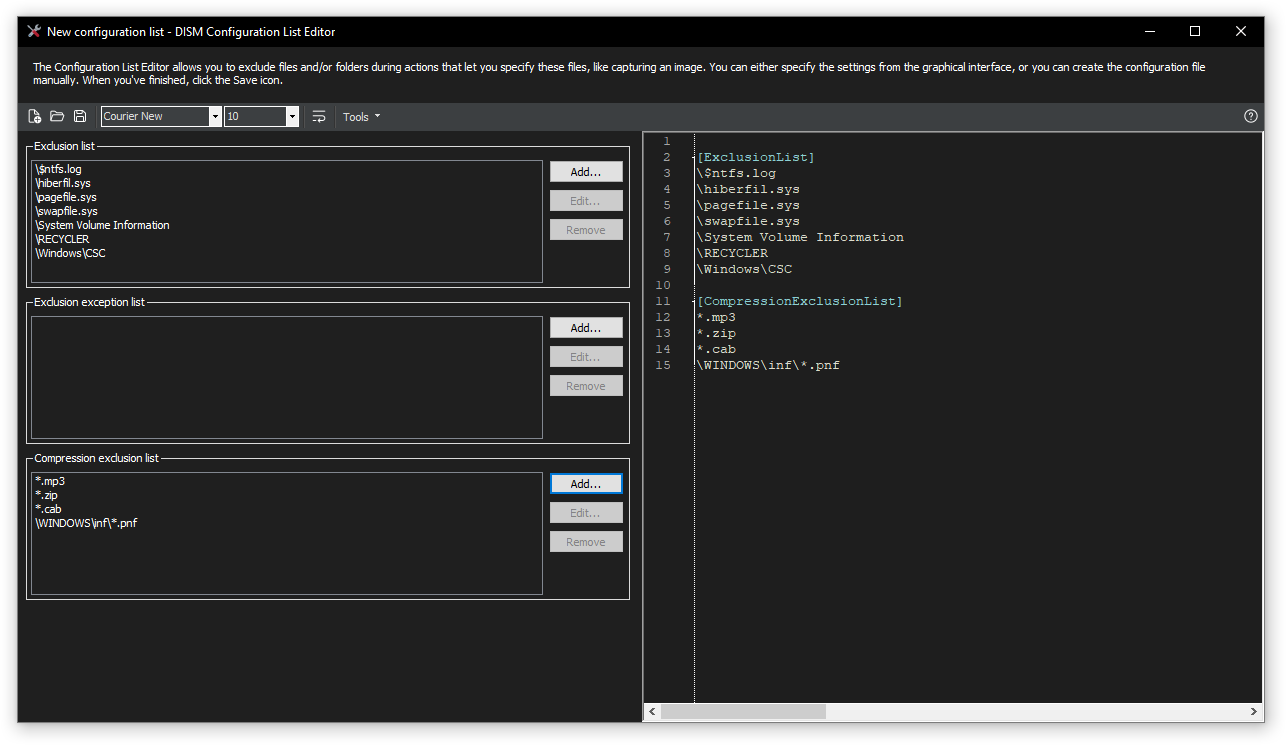 New configuration list - DISM Configuration List Editor
The Configuration List Editor allows you to exclude files and/or folders during actions that let you specify these files, like capturing an image. You can either specify the settings from the graphical interface, or you can create the configuration file
manually. When you've finished, click the Save icon.
Courier New 10 Tools
Exclusion list
\$ntfs.log
\hiberfil.sys
\pagefile.sys
\swapfile.sys
\System Volume Information
\RECYCLER
\Windows\CSC
Add...
Edit...
Remove
Exclusion exception list
Add...
Edit...
Remove
Compression exclusion list
*.mp3
*.zip
*.cab
\WINDOWS\inf\*.pnf
Add...
Edit...
Remove
1
2 [ExclusionList]
3 \$ntfs.log
4 \hiberfil.sys
5 \pagefile.sys
6 \swapfile.sys
7 \System Volume Information
8 \RECYCLER
9 \Windows\CSC
10
11 [CompressionExclusionList]
12 *.mp3
13 *.zip
14 *.cab
15 \WINDOWS\inf\*.pnf